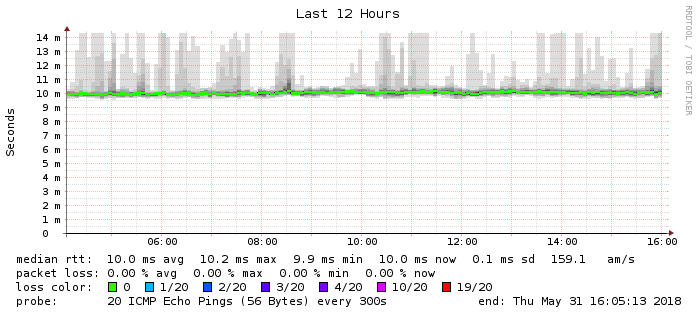 Last 12 Hours
RRDTOOL / TOBI OETIKER
Seconds
14 m
13 m
12 m
11 m
10 m
9 m
8 m
7 m
6 m
5 m
4 m
3 m
2 m
1 m
0
06:00 08:00 10:00 12:00 14:00 16:00
median rtt: 10.0 ms avg 10.2 ms max 9.9 ms min 10.0 ms now 0.1 ms sd 159.1 am/s
packet loss: 0.00 % avg 0.00 % max 0.00 % min 0.00 % now
loss color: 0 1/20 2/20 3/20 4/20 10/20 19/20
probe: 20 ICMP Echo Pings (56 Bytes) every 300s end: Thu May 31 16:05:13 2018